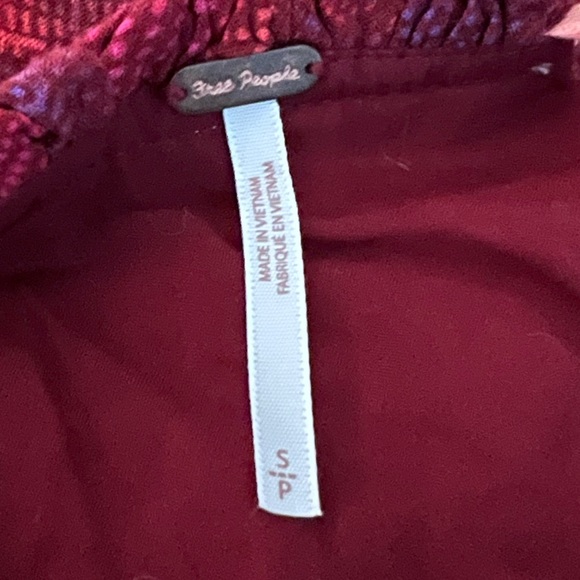 Free People
MADE IN VIETNAM
FABRIQUÉ EN VIETNAM
S/P